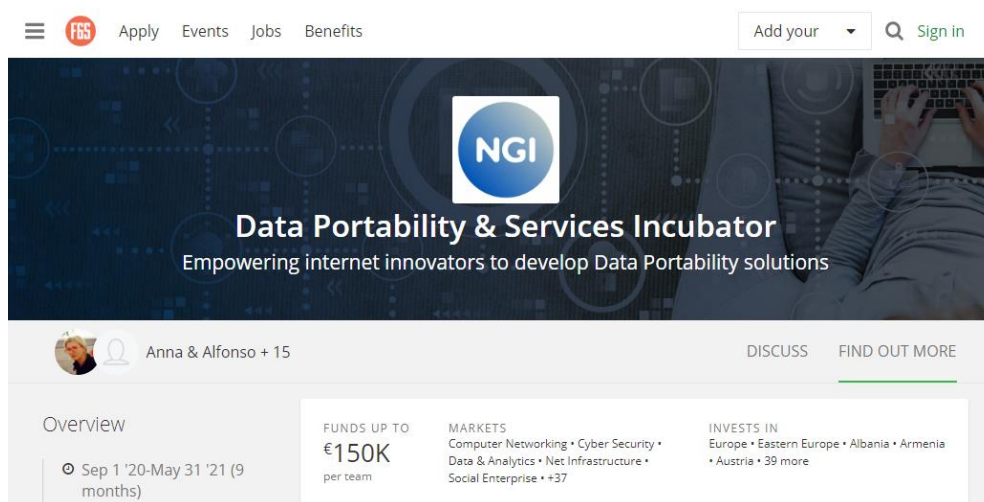 F6S
Apply Events Jobs Benefits
Add your
Sign in
NGI
Data Portability & Services Incubator
Empowering internet innovators to develop Data Portability solutions
Anna & Alfonso + 15
DISCUSS FIND OUT MORE
Overview
Sep 1 '20-May 31 '21 (9
months)
FUNDS UP TO
€150K
per team
MARKETS
Computer Networking • Cyber Security •
Data & Analytics • Net Infrastructure •
Social Enterprise • +37
INVESTS IN
Europe • Eastern Europe • Albania • Armenia
• Austria • 39 more